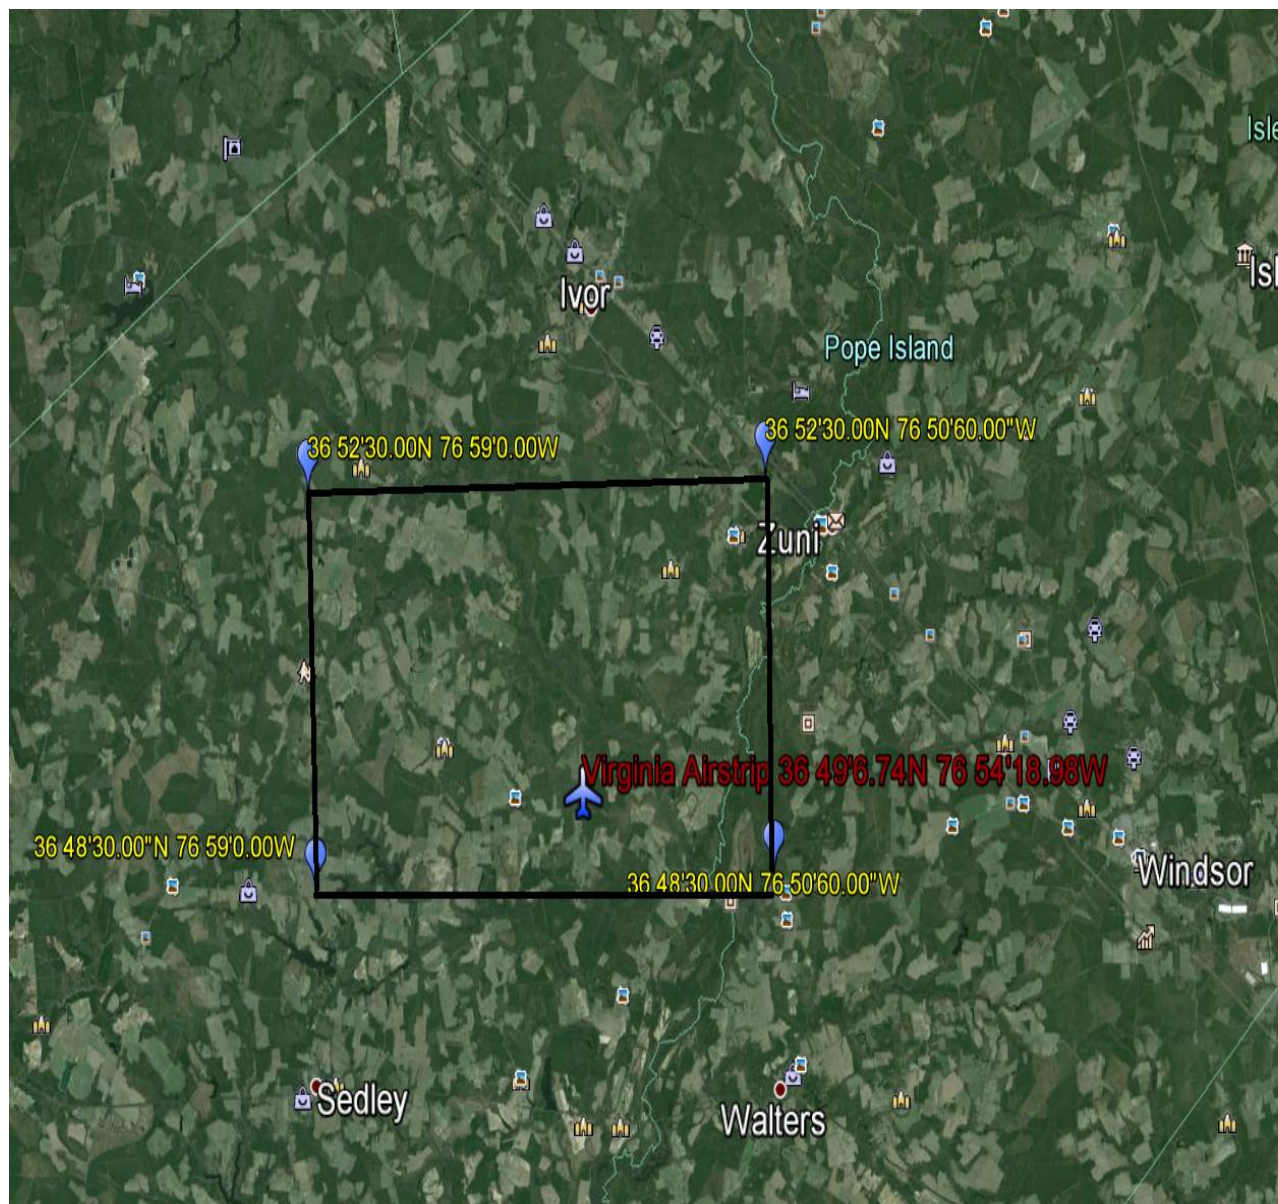 Isle
Ivor
Isl
Pope Island
36 52'30.00N 76 50'60.00"W
36 52'30.00N 76 59'0.00W
Zuni
Virginia Airstrip 36 49'6.74N 76 54'18.98W
36 48'30.00"N 76 59'0.00W
Windsor
36 48'30.00N 76 50'60.00"W
Sedley
Walters